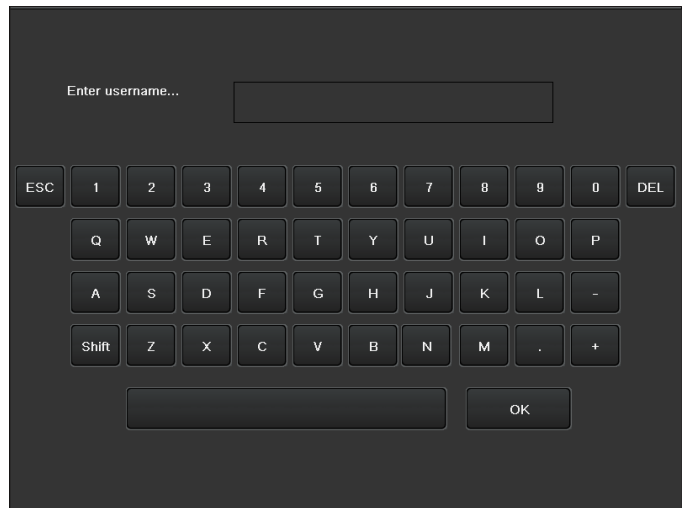 Enter username...
ESC 1 2 3 4 5 6 7 8 9 0 DEL
Q W E R T Y U I O P
A S D F G H J K L -
Shift Z X C V B N M . +
OK